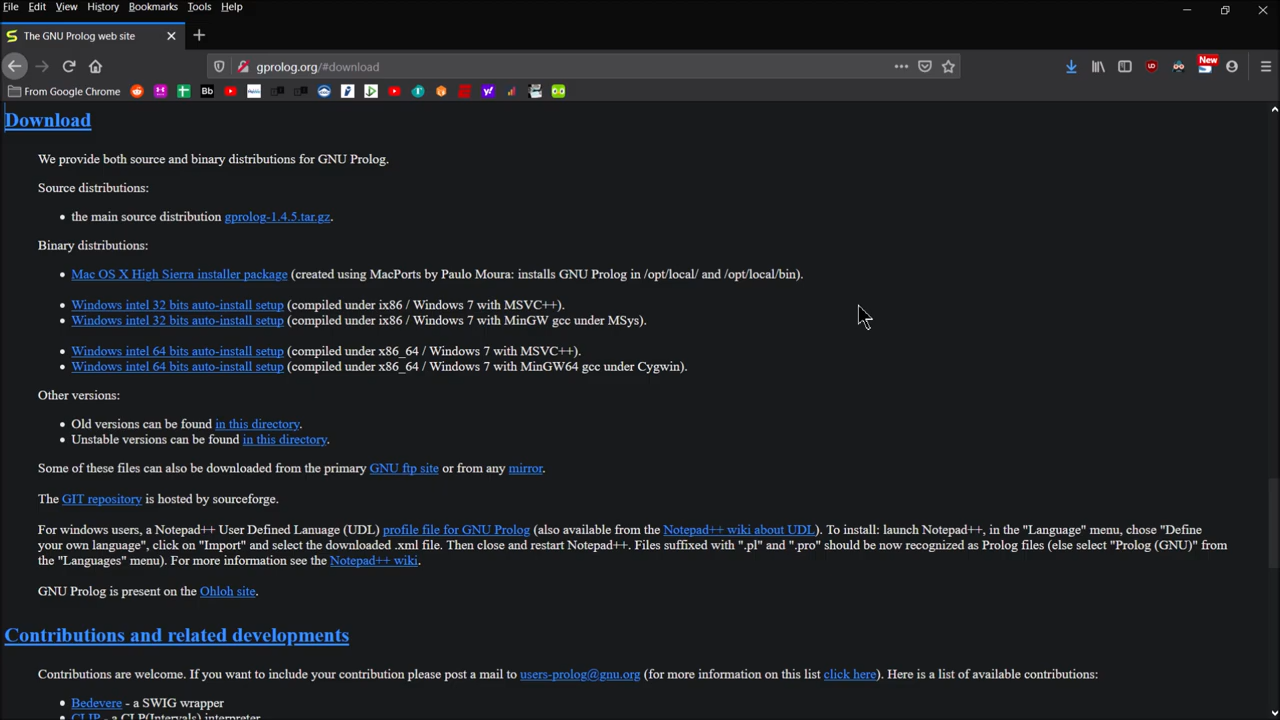 File Edit View History Bookmarks Tools Help
The GNU Prolog web site
gprolog.org/#download
New
From Google Chrome
Bb
Download
We provide both source and binary distributions for GNU Prolog.
Source distributions:
• the main source distribution gprolog-1.4.5.tar.gz.
Binary distributions:
• Mac OS X High Sierra installer package (created using MacPorts by Paulo Moura: installs GNU Prolog in /opt/local/ and /opt/local/bin).
• Windows intel 32 bits auto-install setup (compiled under ix86 / Windows 7 with MSVC++).
• Windows intel 32 bits auto-install setup (compiled under ix86 / Windows 7 with MinGW gcc under MSys).
• Windows intel 64 bits auto-install setup (compiled under x86_64 / Windows 7 with MSVC++).
• Windows intel 64 bits auto-install setup (compiled under x86_64 / Windows 7 with MinGW64 gcc under Cygwin).
Other versions:
• Old versions can be found in this directory.
• Unstable versions can be found in this directory.
Some of these files can also be downloaded from the primary GNU ftp site or from any mirror.
The GIT repository is hosted by sourceforge.
For windows users, a Notepad++ User Defined Lanuage (UDL) profile file for GNU Prolog (also available from the Notepad++ wiki about UDL). To install: launch Notepad++, in the "Language" menu, chose "Define
your own language", click on "Import" and select the downloaded .xml file. Then close and restart Notepad++. Files suffixed with ".pl" and ".pro" should be now recognized as Prolog files (else select "Prolog (GNU)" from
the "Languages" menu). For more information see the Notepad++ wiki.
GNU Prolog is present on the Ohloh site.
Contributions and related developments
Contributions are welcome. If you want to include your contribution please post a mail to users-prolog@gnu.org (for more information on this list click here). Here is a list of available contributions:
• Bedevere - a SWIG wrapper
• CLIP - a CLP(Intervals) interpreter